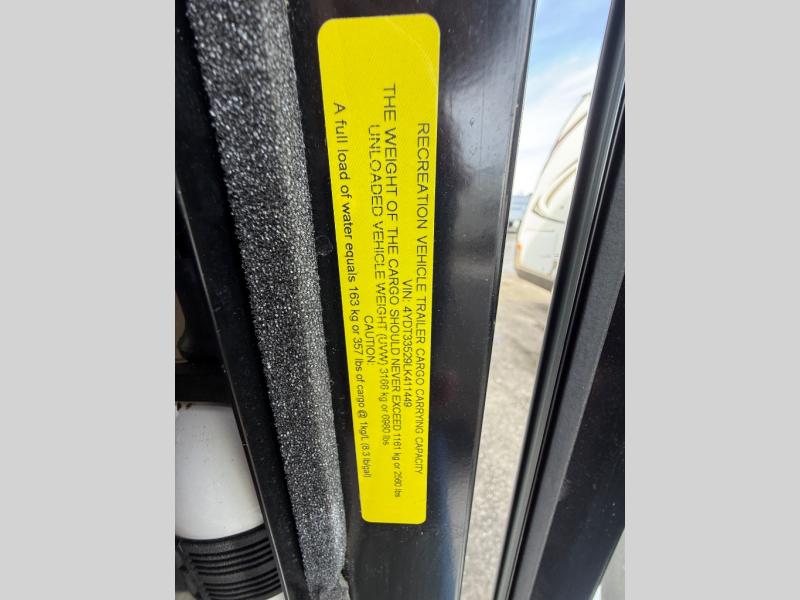 RECREATION VEHICLE TRAILER CARGO CARRYING CAPACITY
VIN: 4YDT33529LK411449
THE WEIGHT OF THE CARGO SHOULD NEVER EXCEED 1161 kg or 2560 lbs
UNLOADED VEHICLE WEIGHT (UVW) 3166 kg or 6980 lbs
CAUTION:
A full load of water equals 163 kg or 357 lbs of cargo @ 1kg/L (8.3 lb/gal)